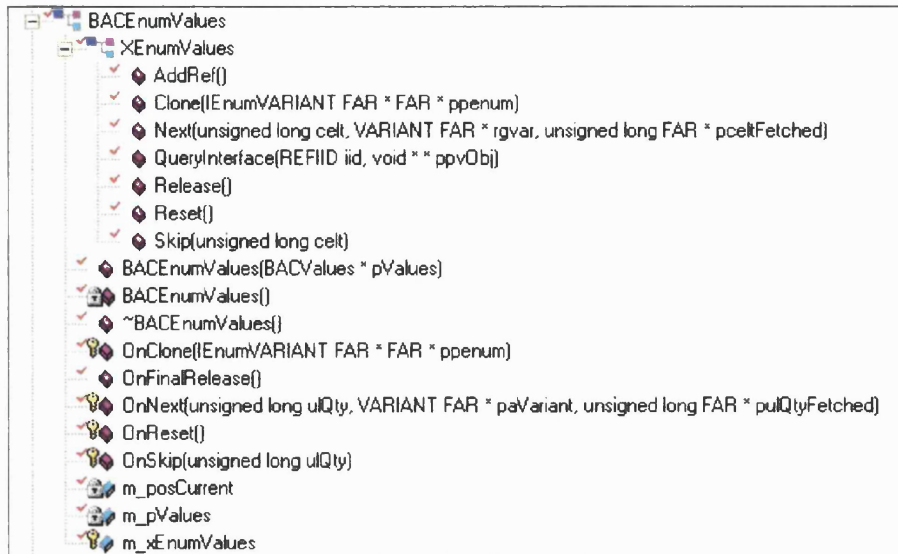 BACEnumValues
XEnumValues
AddRef()
Clone(IEnumVARIANT FAR * FAR * ppenum)
Next(unsigned long celt, VARIANT FAR * rgvar, unsigned long FAR * pceltFetched)
QueryInterface(REFIID iid, void * * ppvObj)
Release()
Reset()
Skip(unsigned long celt)
BACEnumValues(BACValues * pValues)
BACEnumValues()
~BACEnumValues()
OnClone(IEnumVARIANT FAR * FAR * ppenum)
OnFinalRelease()
OnNext(unsigned long ulQty, VARIANT FAR * paVariant, unsigned long FAR * pulQtyFetched)
OnReset()
OnSkip(unsigned long ulQty)
m_posCurrent
m_pValues
m_xEnumValues